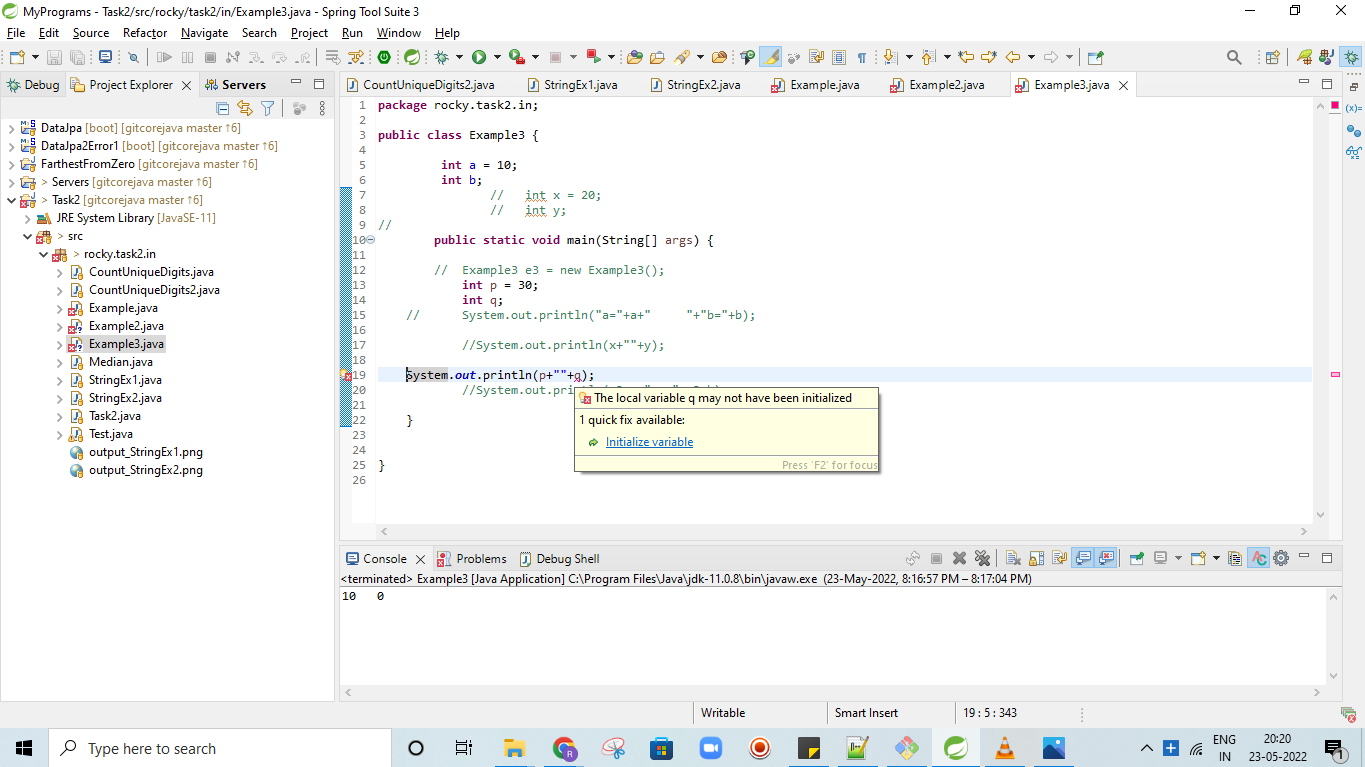 MyPrograms - Task2/src/rocky/task2/in/Example3.java - Spring Tool Suite 3
File Edit Source Refactor Navigate Search Project Run Window Help
Debug Project Explorer Servers
CountUniqueDigits2.java StringEx1.java StringEx2.java Example.java Example2.java Example3.java
DataJpa [boot] [gitcorejava master ↑6]
DataJpa2Error1 [boot] [gitcorejava master ↑6]
FarthestFromZero [gitcorejava master ↑6]
> Servers [gitcorejava master ↑6]
> Task2 [gitcorejava master ↑6]
JRE System Library [JavaSE-11]
> src
> rocky.task2.in
CountUniqueDigits.java
CountUniqueDigits2.java
Example.java
Example2.java
Example3.java
Median.java
StringEx1.java
StringEx2.java
Task2.java
Test.java
output_StringEx1.png
output_StringEx2.png
1 package rocky.task2.in;
2
3 public class Example3 {
4
5 int a = 10;
6 int b;
7 // int x = 20;
8 // int y;
9 //
10 public static void main(String[] args) {
11
12 // Example3 e3 = new Example3();
13 int p = 30;
14 int q;
15 // System.out.println("a="+a+" "+"b="+b);
16
17 //System.out.println(x+""+y);
18
19 System.out.println(p+""+q);
20 //System.out.print
21
22 }
23
24
25 }
26
The local variable q may not have been initialized
1 quick fix available:
Initialize variable
Press 'F2' for focus
Console Problems Debug Shell
<terminated> Example3 [Java Application] C:\Program Files\Java\jdk-11.0.8\bin\javaw.exe (23-May-2022, 8:16:57 PM – 8:17:04 PM)
10 0
Writable Smart Insert 19 : 5 : 343
Type here to search
ENG
IN
20:20
23-05-2022
1